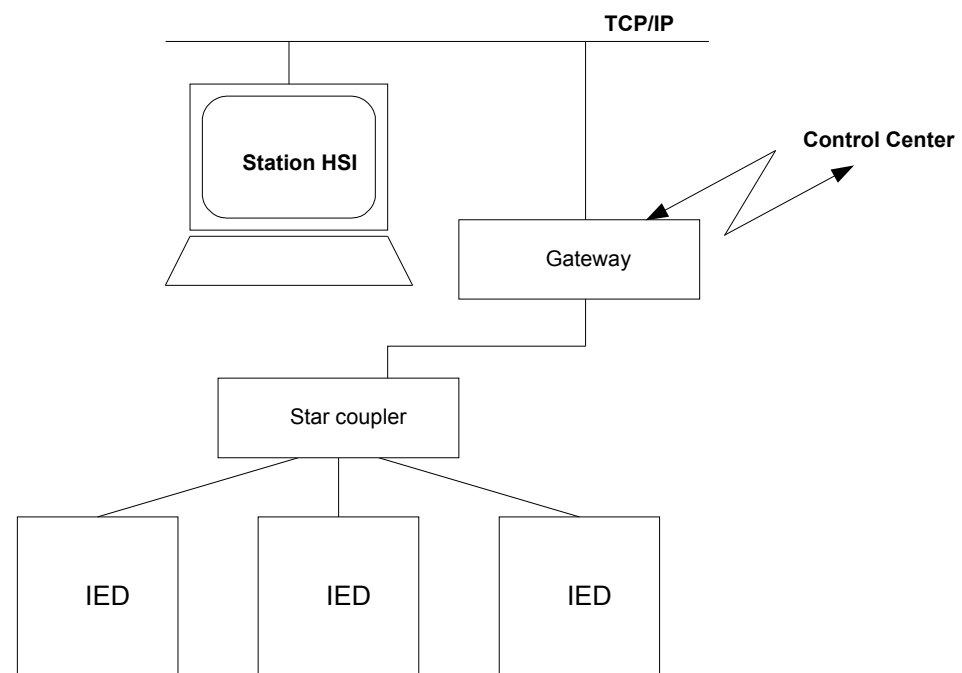 TCP/IP
Control Center
Station HSI
Gateway
Star coupler
IED
IED
IED